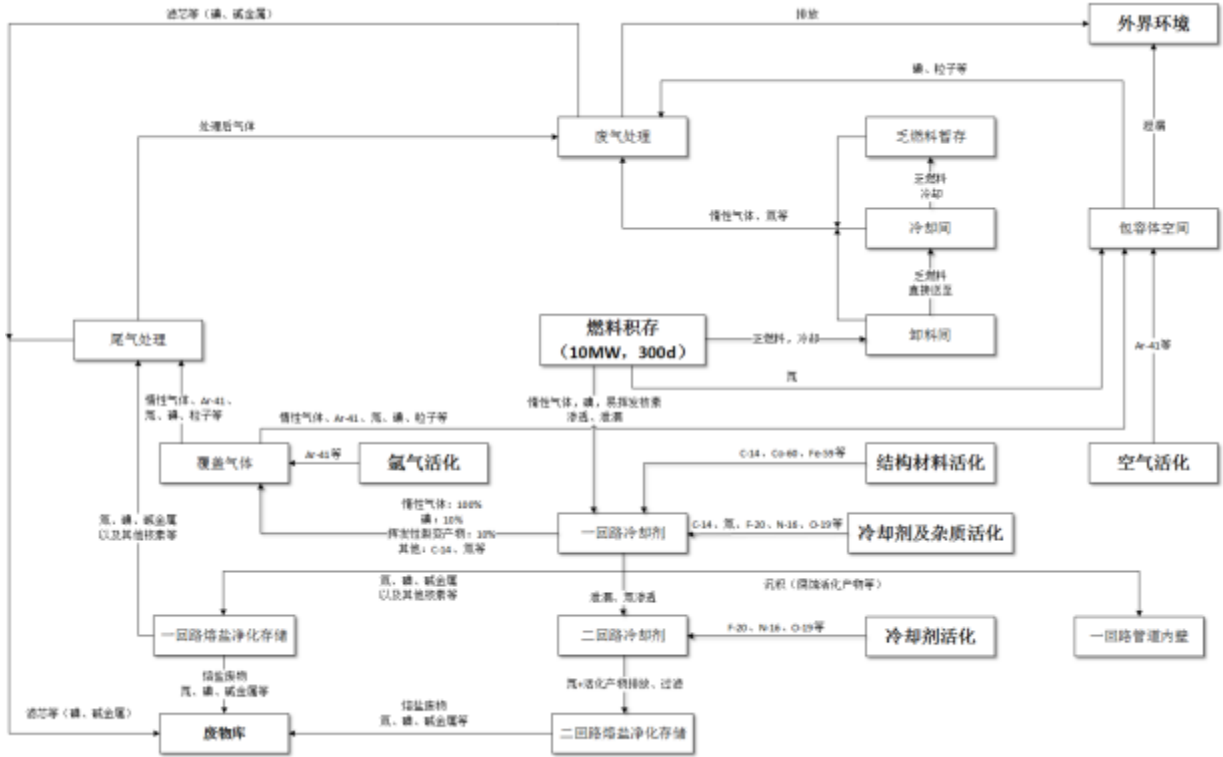 滤芯等（碘、碱金属）
排放
外界环境
碘、粒子等
处理后气体
废气处理
乏燃料暂存
泄漏
乏燃料
冷却
惰性气体、氚等
冷却间
包容体空间
乏燃料
直接送至
尾气处理
燃料积存
（10MW，300d）
乏燃料，冷却
卸料间
Ar-41等
氚
惰性气体、Ar-41、
氚、碘、粒子等
惰性气体，碘，易挥发核素
渗透、泄漏
惰性气体、Ar-41、氚、碘、粒子等
覆盖气体
Ar-41等
氩气活化
C-14、Co-60、Fe-59等
结构材料活化
空气活化
惰性气体：100%
碘：10%
挥发性裂变产物：10%
其他：C-14、氚等
氚、碘、碱金属
以及其他核素等
一回路冷却剂
C-14、氚、F-20、N-16、O-19等
冷却剂及杂质活化
氚、碘、碱金属
以及其他核素等
泄漏、氚渗透
沉积（腐蚀活化产物等）
一回路熔盐净化存储
二回路冷却剂
F-20、N-16、O-19等
冷却剂活化
一回路管道内壁
熔盐废物
氚、碘、碱金属等
氚+活化产物排放、过滤
滤芯等（碘、碱金属）
废物库
熔盐废物
氚、碘、碱金属等
二回路熔盐净化存储